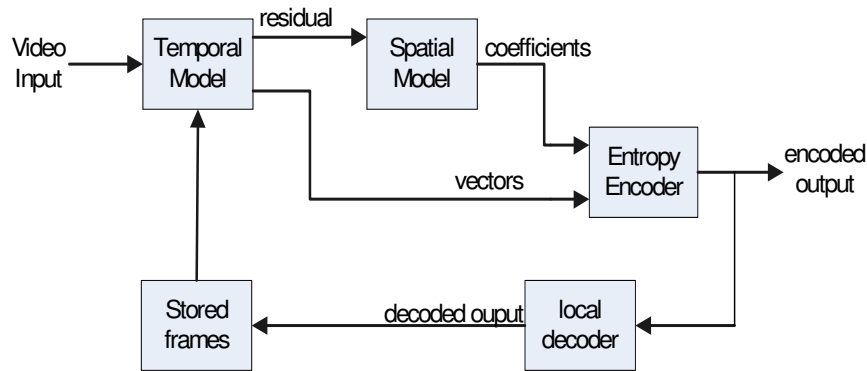 residual
Video
Input
Temporal
Model
Spatial
Model
coefficients
vectors
Entropy
Encoder
encoded
output
Stored
frames
decoded ouput
local
decoder